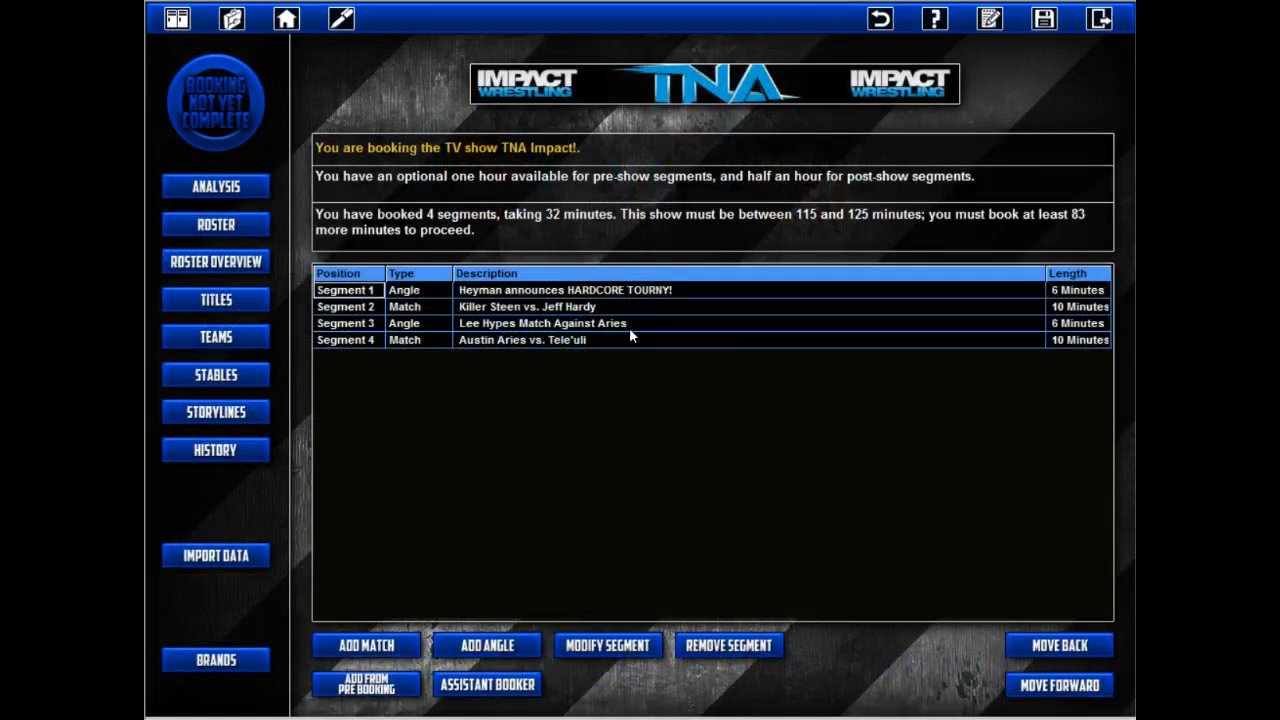 BOOKING
NOT YET
COMPLETE
IMPACT
WRESTLING
TNA
IMPACT
WRESTLING
You are booking the TV show TNA Impact!.
You have an optional one hour available for pre-show segments, and half an hour for post-show segments.
You have booked 4 segments, taking 32 minutes. This show must be between 115 and 125 minutes; you must book at least 83
more minutes to proceed.
ANALYSIS
ROSTER
ROSTER OVERVIEW
TITLES
TEAMS
STABLES
STORYLINES
HISTORY
IMPORT DATA
BRANDS
Position Type Description Length
Segment 1 Angle Heyman announces HARDCORE TOURNY! 6 Minutes
Segment 2 Match Killer Steen vs. Jeff Hardy 10 Minutes
Segment 3 Angle Lee Hypes Match Against Aries 6 Minutes
Segment 4 Match Austin Aries vs. Tele'uli 10 Minutes
ADD MATCH ADD ANGLE MODIFY SEGMENT REMOVE SEGMENT MOVE BACK
ADD FROM
PRE BOOKING
ASSISTANT BOOKER MOVE FORWARD